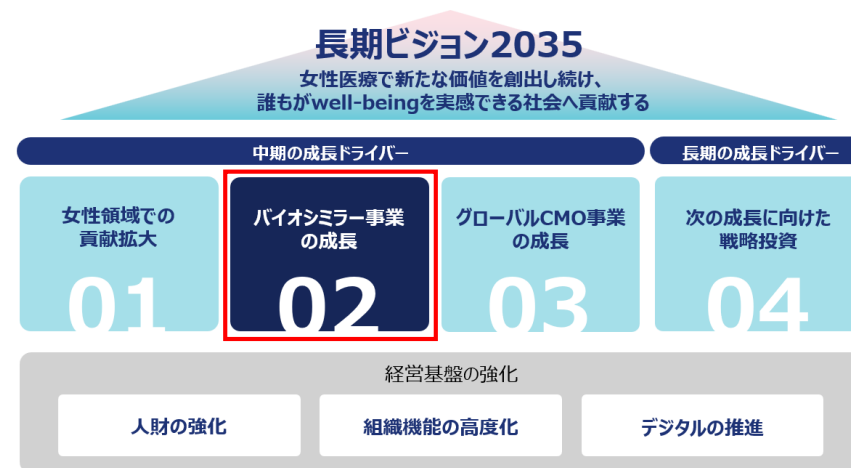 長期ビジョン2035
女性医療で新たな価値を創出し続け、
誰もがwell-beingを実感できる社会へ貢献する
中期の成長ドライバー
長期の成長ドライバー
女性領域での
貢献拡大
01
バイオシミラー事業
の成長
02
グローバルCMO事業
の成長
03
次の成長に向けた
戦略投資
04
経営基盤の強化
人財の強化
組織機能の高度化
デジタルの推進